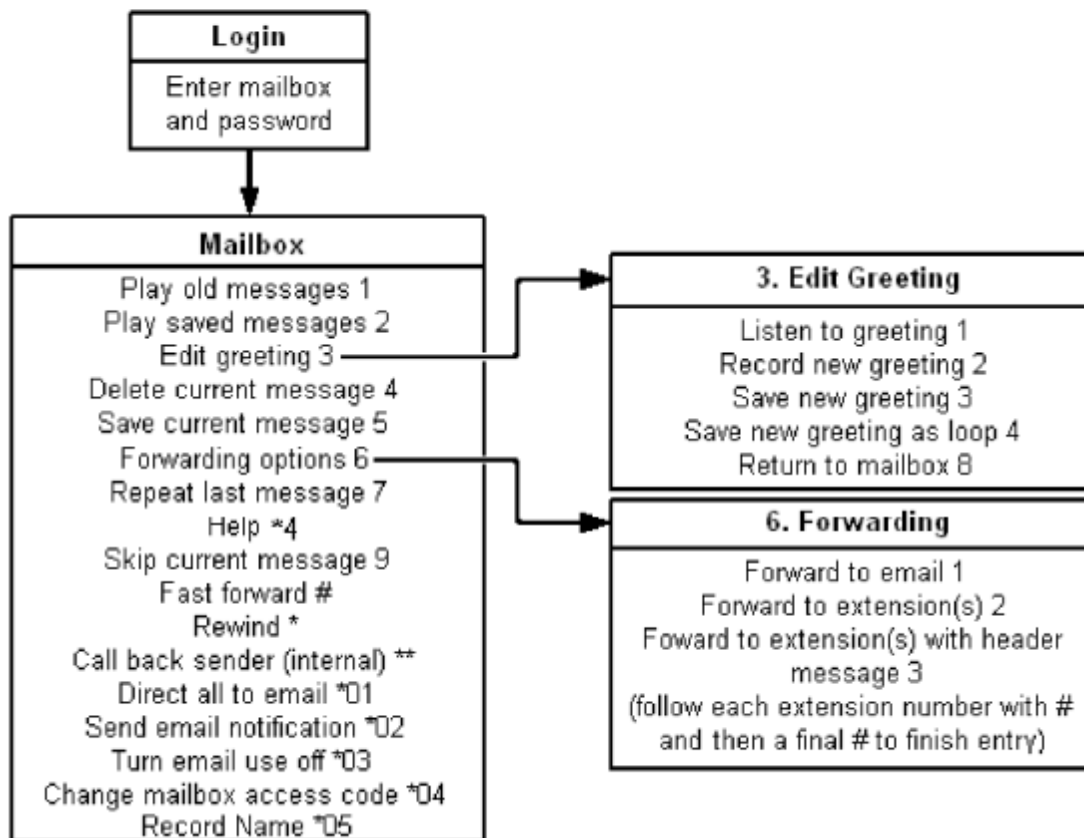 Login
Enter mailbox
and password
Mailbox
Play old messages 1
Play saved messages 2
Edit greeting 3
Delete current message 4
Save current message 5
Forwarding options 6
Repeat last message 7
Help *4
Skip current message 9
Fast forward #
Rewind *
Call back sender (internal) **
Direct all to email *01
Send email notification *02
Turn email use off *03
Change mailbox access code *04
Record Name *05
3. Edit Greeting
Listen to greeting 1
Record new greeting 2
Save new greeting 3
Save new greeting as loop 4
Return to mailbox 8
6. Forwarding
Forward to email 1
Forward to extension(s) 2
Foward to extension(s) with header
message 3
(follow each extension number with #
and then a final # to finish entry)